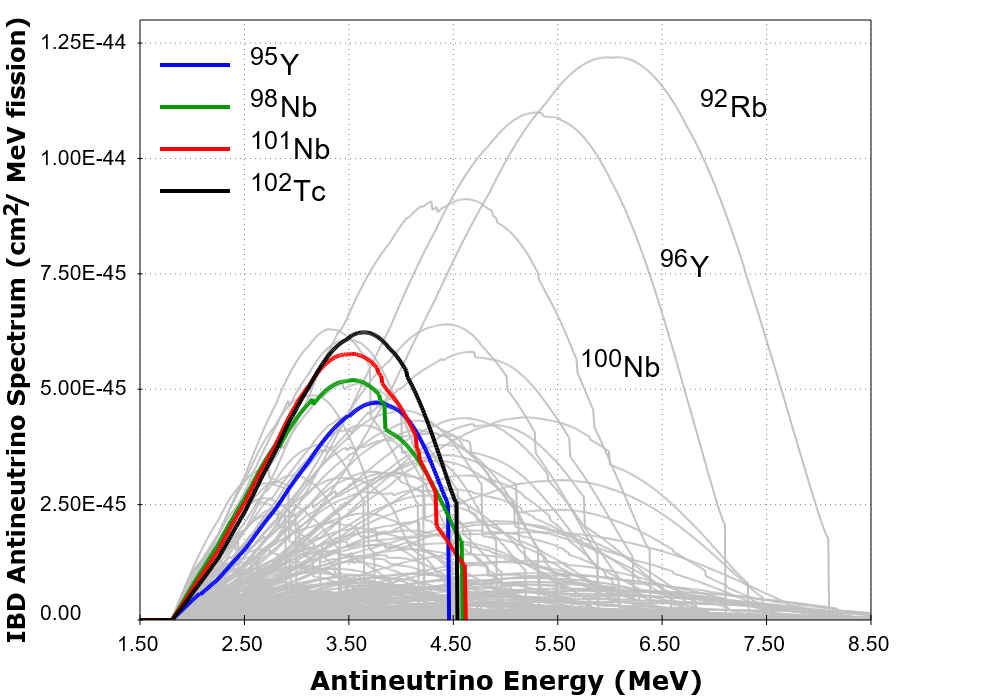 IBD Antineutrino Spectrum (cm²/ MeV fission)
1.25E-44
1.00E-44
7.50E-45
5.00E-45
2.50E-45
0.00
⁹⁵Y
⁹⁸Nb
¹⁰¹Nb
¹⁰²Tc
⁹²Rb
⁹⁶Y
¹⁰⁰Nb
1.50 2.50 3.50 4.50 5.50 6.50 7.50 8.50
Antineutrino Energy (MeV)